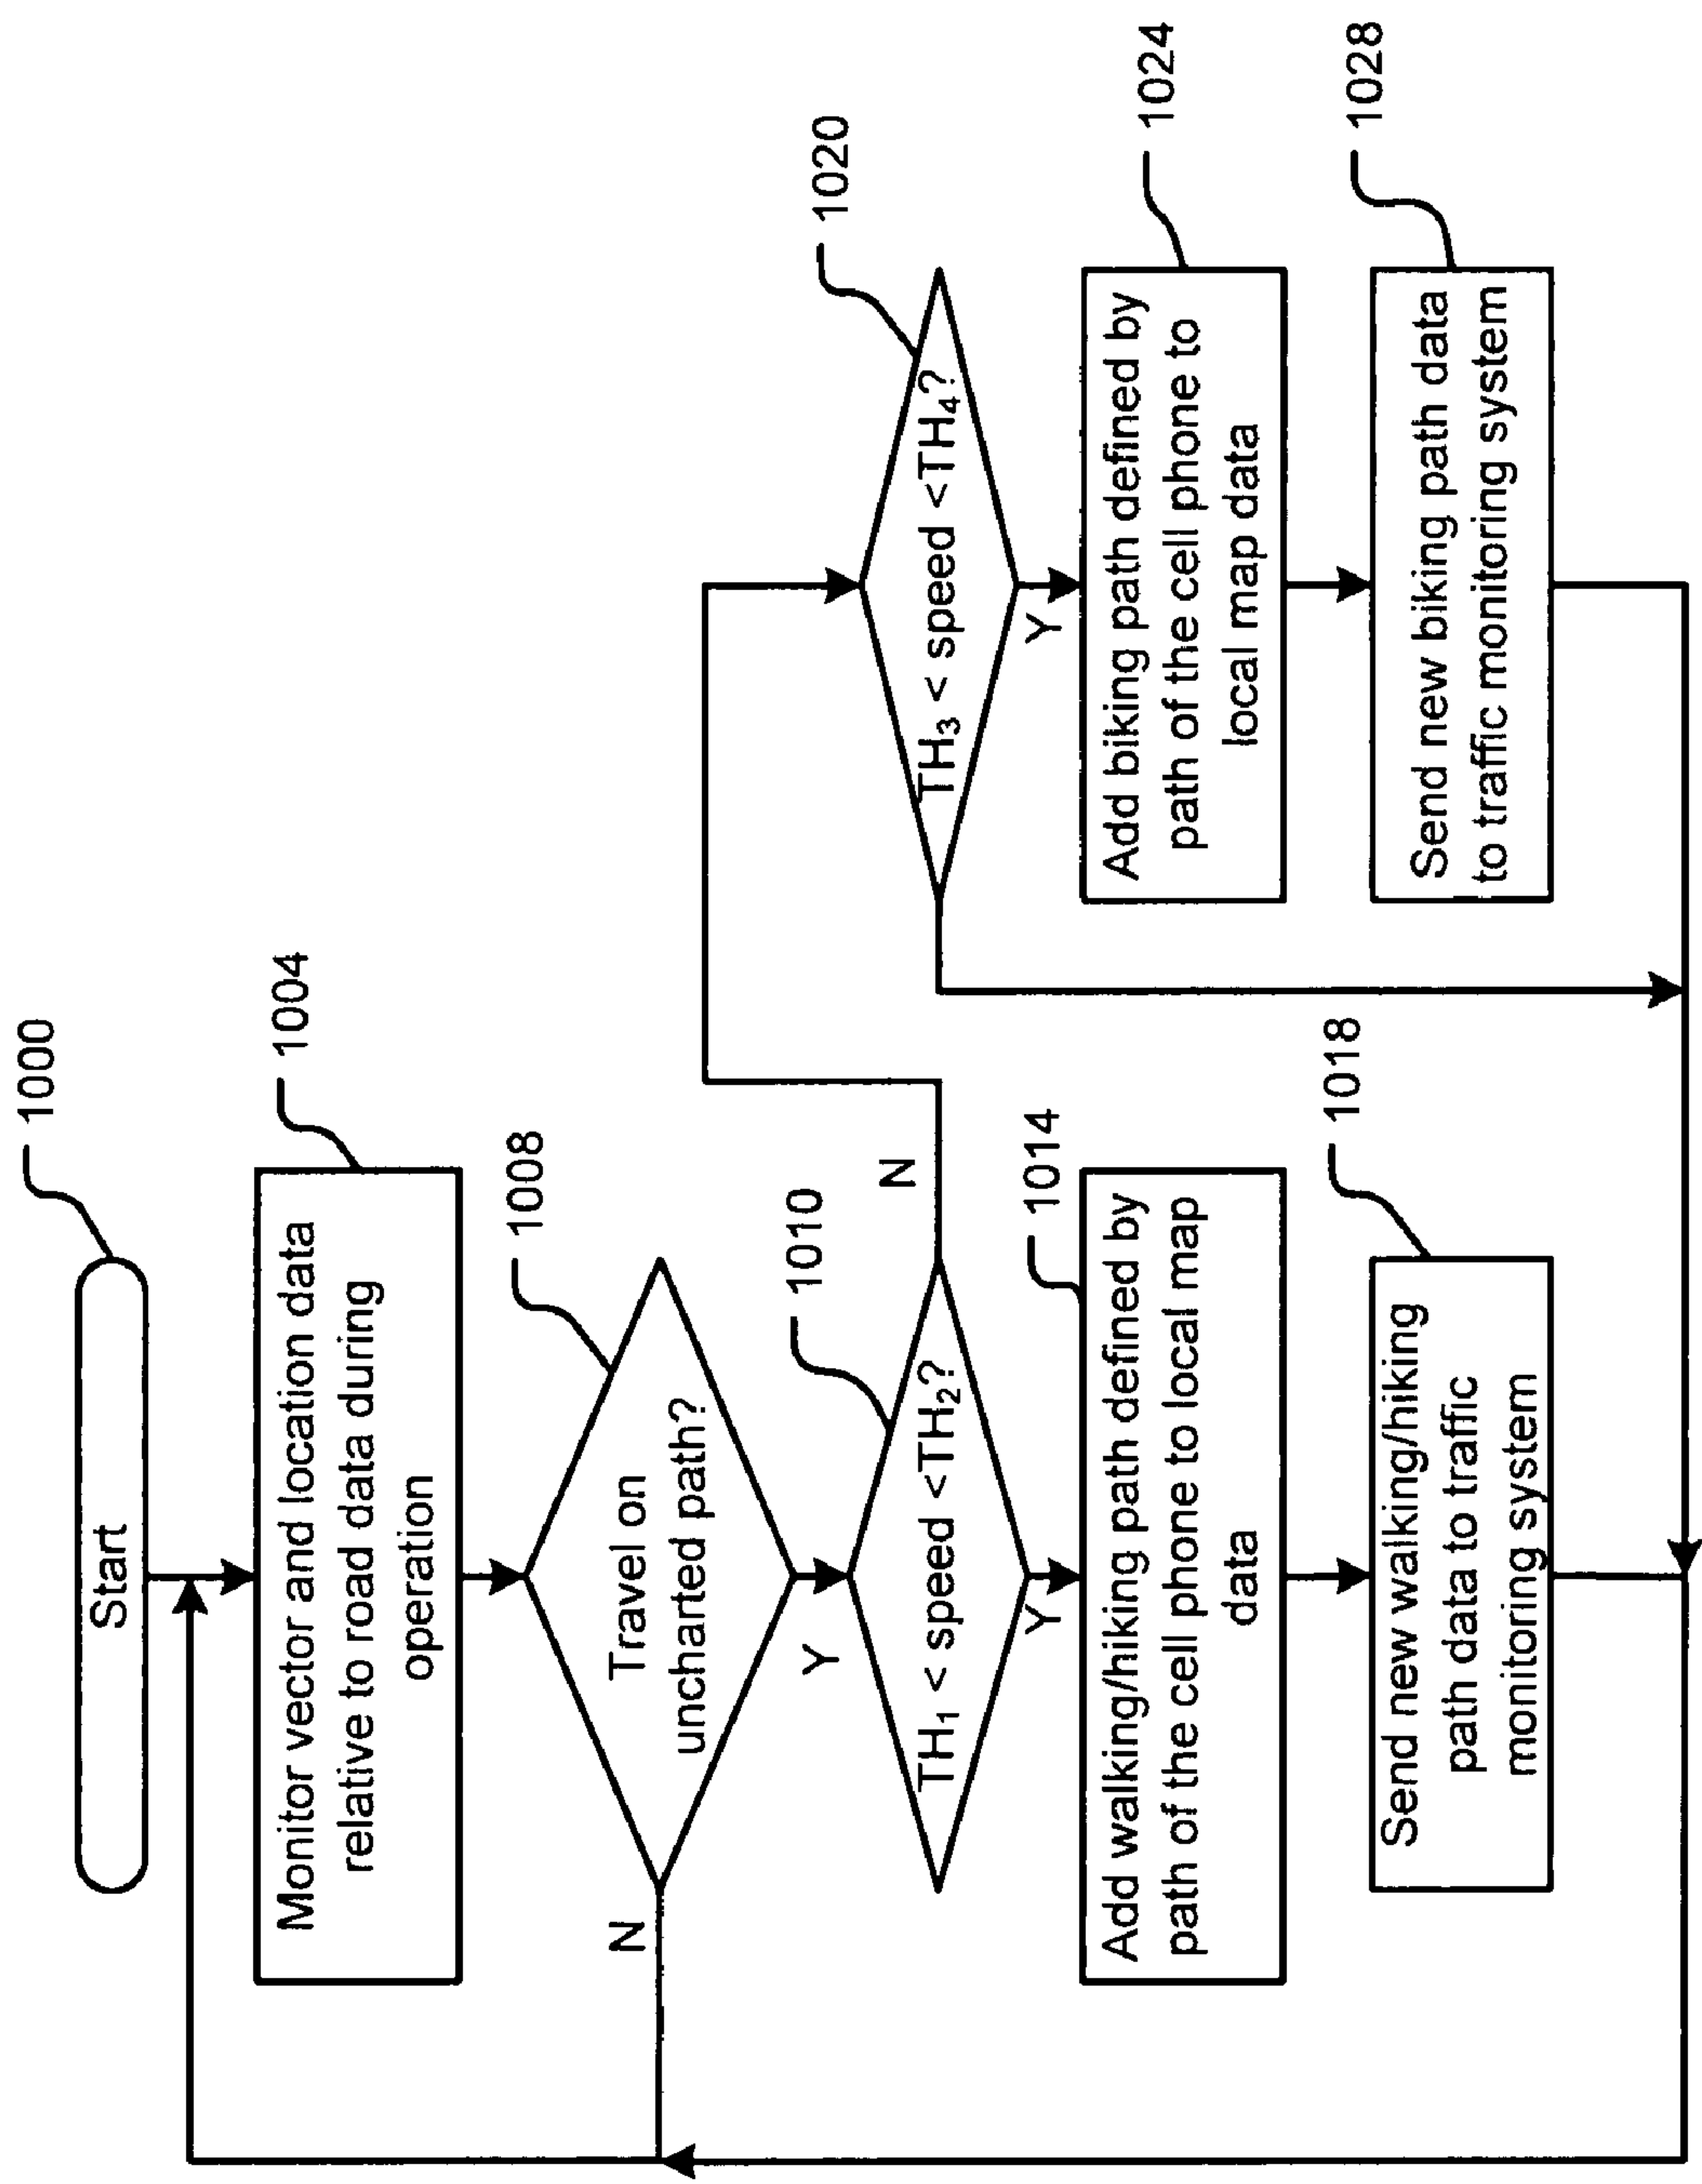 Start
1000
Monitor vector and location data
relative to road data during
operation
1004
Travel on
uncharted path?
1008
N
Y
TH₁ < speed <TH₂?
1010
N
Y
Add walking/hiking path defined by
path of the cell phone to local map
data
1014
Send new walking/hiking
path data to traffic
monitoring system
1018
TH₃ < speed <TH₄?
1020
Y
Add biking path defined by
path of the cell phone to
local map data
1024
Send new biking path data
to traffic monitoring system
1028